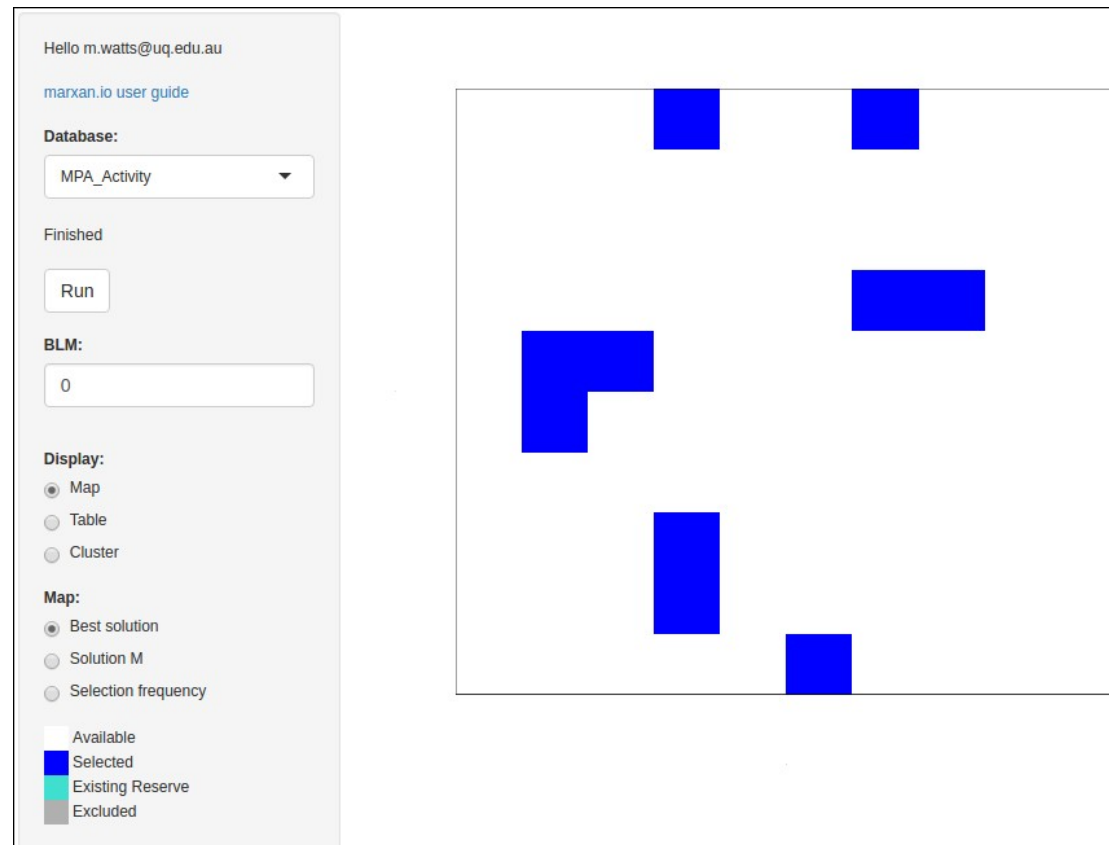 Hello m.watts@uq.edu.au
marxan.io user guide
Database:
MPA_Activity
Finished
Run
BLM:
0
Display:
Map
Table
Cluster
Map:
Best solution
Solution M
Selection frequency
Available
Selected
Existing Reserve
Excluded